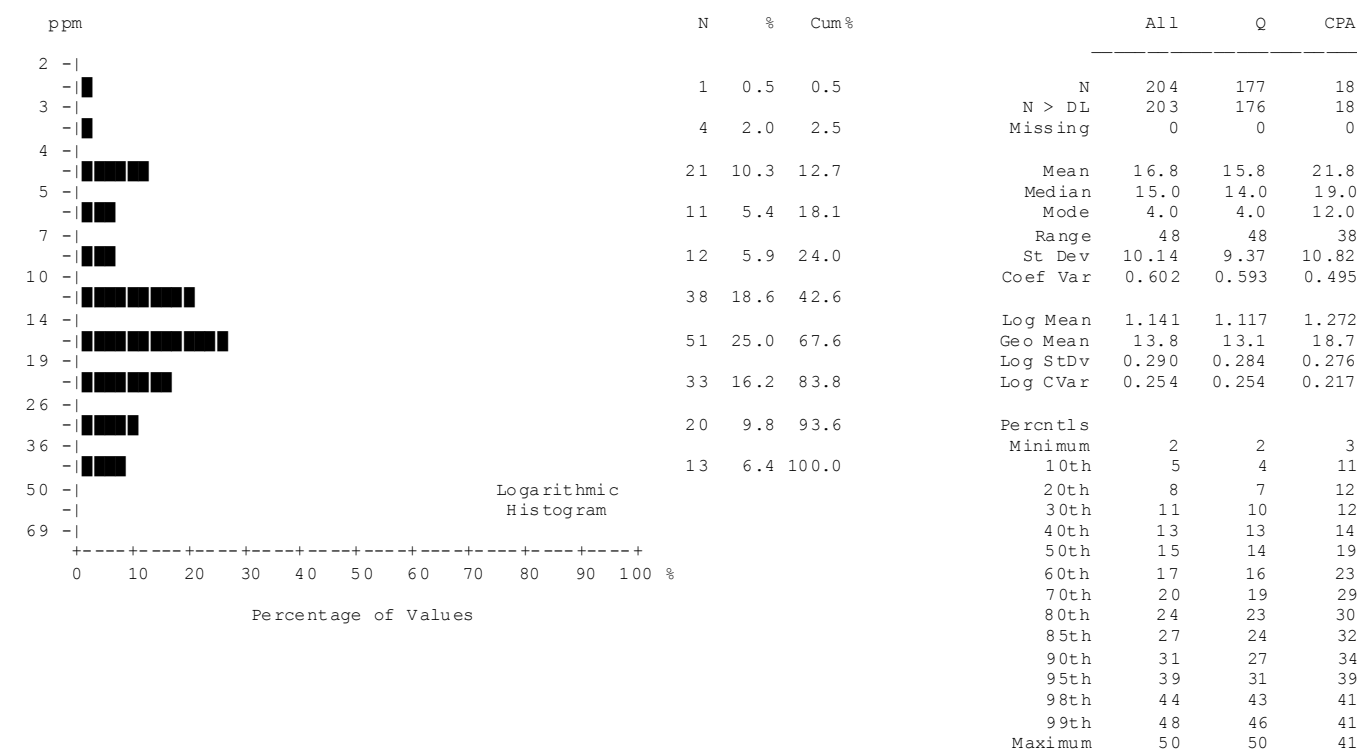 ppm N % Cum% All Q CPA
2 -|
-| 1 0.5 0.5 N 204 177 18
3 -| N > DL 203 176 18
-| 4 2.0 2.5 Missing 0 0 0
4 -|
-| 21 10.3 12.7 Mean 16.8 15.8 21.8
5 -| Median 15.0 14.0 19.0
-| 11 5.4 18.1 Mode 4.0 4.0 12.0
7 -| Range 48 48 38
-| 12 5.9 24.0 St Dev 10.14 9.37 10.82
10 -| Coef Var 0.602 0.593 0.495
-| 38 18.6 42.6
14 -| Log Mean 1.141 1.117 1.272
-| 51 25.0 67.6 Geo Mean 13.8 13.1 18.7
19 -| Log StDv 0.290 0.284 0.276
-| 33 16.2 83.8 Log CVar 0.254 0.254 0.217
26 -|
-| 20 9.8 93.6 Percntls
36 -| Minimum 2 2 3
-| 13 6.4 100.0 10th 5 4 11
50 -| Logarithmic 20th 8 7 12
-| Histogram 30th 11 10 12
69 -| 40th 13 13 14
+----+----+----+----+----+----+----+----+----+----+ 50th 15 14 19
0 10 20 30 40 50 60 70 80 90 100 % 60th 17 16 23
70th 20 19 29
Percentage of Values 80th 24 23 30
85th 27 24 32
90th 31 27 34
95th 39 31 39
98th 44 43 41
99th 48 46 41
Maximum 50 50 41